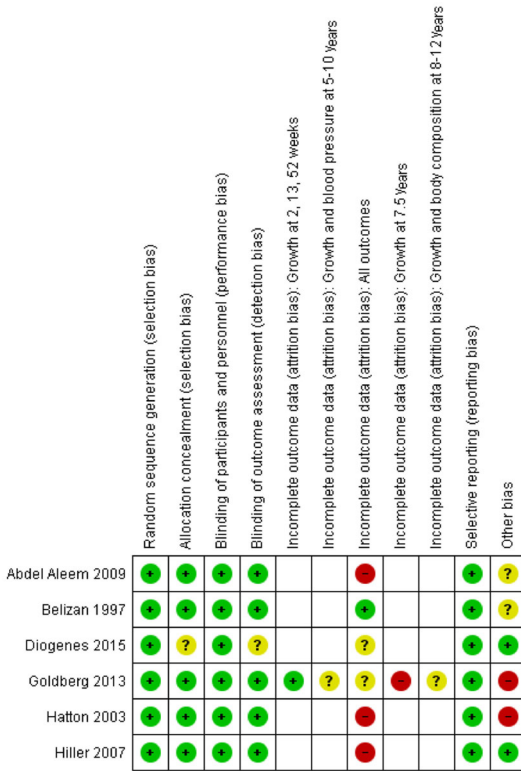 Random sequence generation (selection bias)
Allocation concealment (selection bias)
Blinding of participants and personnel (performance bias)
Blinding of outcome assessment (detection bias)
Incomplete outcome data (attrition bias): Growth at 2, 13, 52 weeks
Incomplete outcome data (attrition bias): Growth and blood pressure at 5-10 Years
Incomplete outcome data (attrition bias): All outcomes
Incomplete outcome data (attrition bias): Growth at 7.5 Years
Incomplete outcome data (attrition bias): Growth and body composition at 8-12 Years
Selective reporting (reporting bias)
Other bias
Abdel Aleem 2009 + + + + - + ?
Belizan 1997 + + + + + + ?
Diogenes 2015 + ? + ? ? + +
Goldberg 2013 + + + + + ? ? - ? + -
Hatton 2003 + + + + - + -
Hiller 2007 + + + + - + +